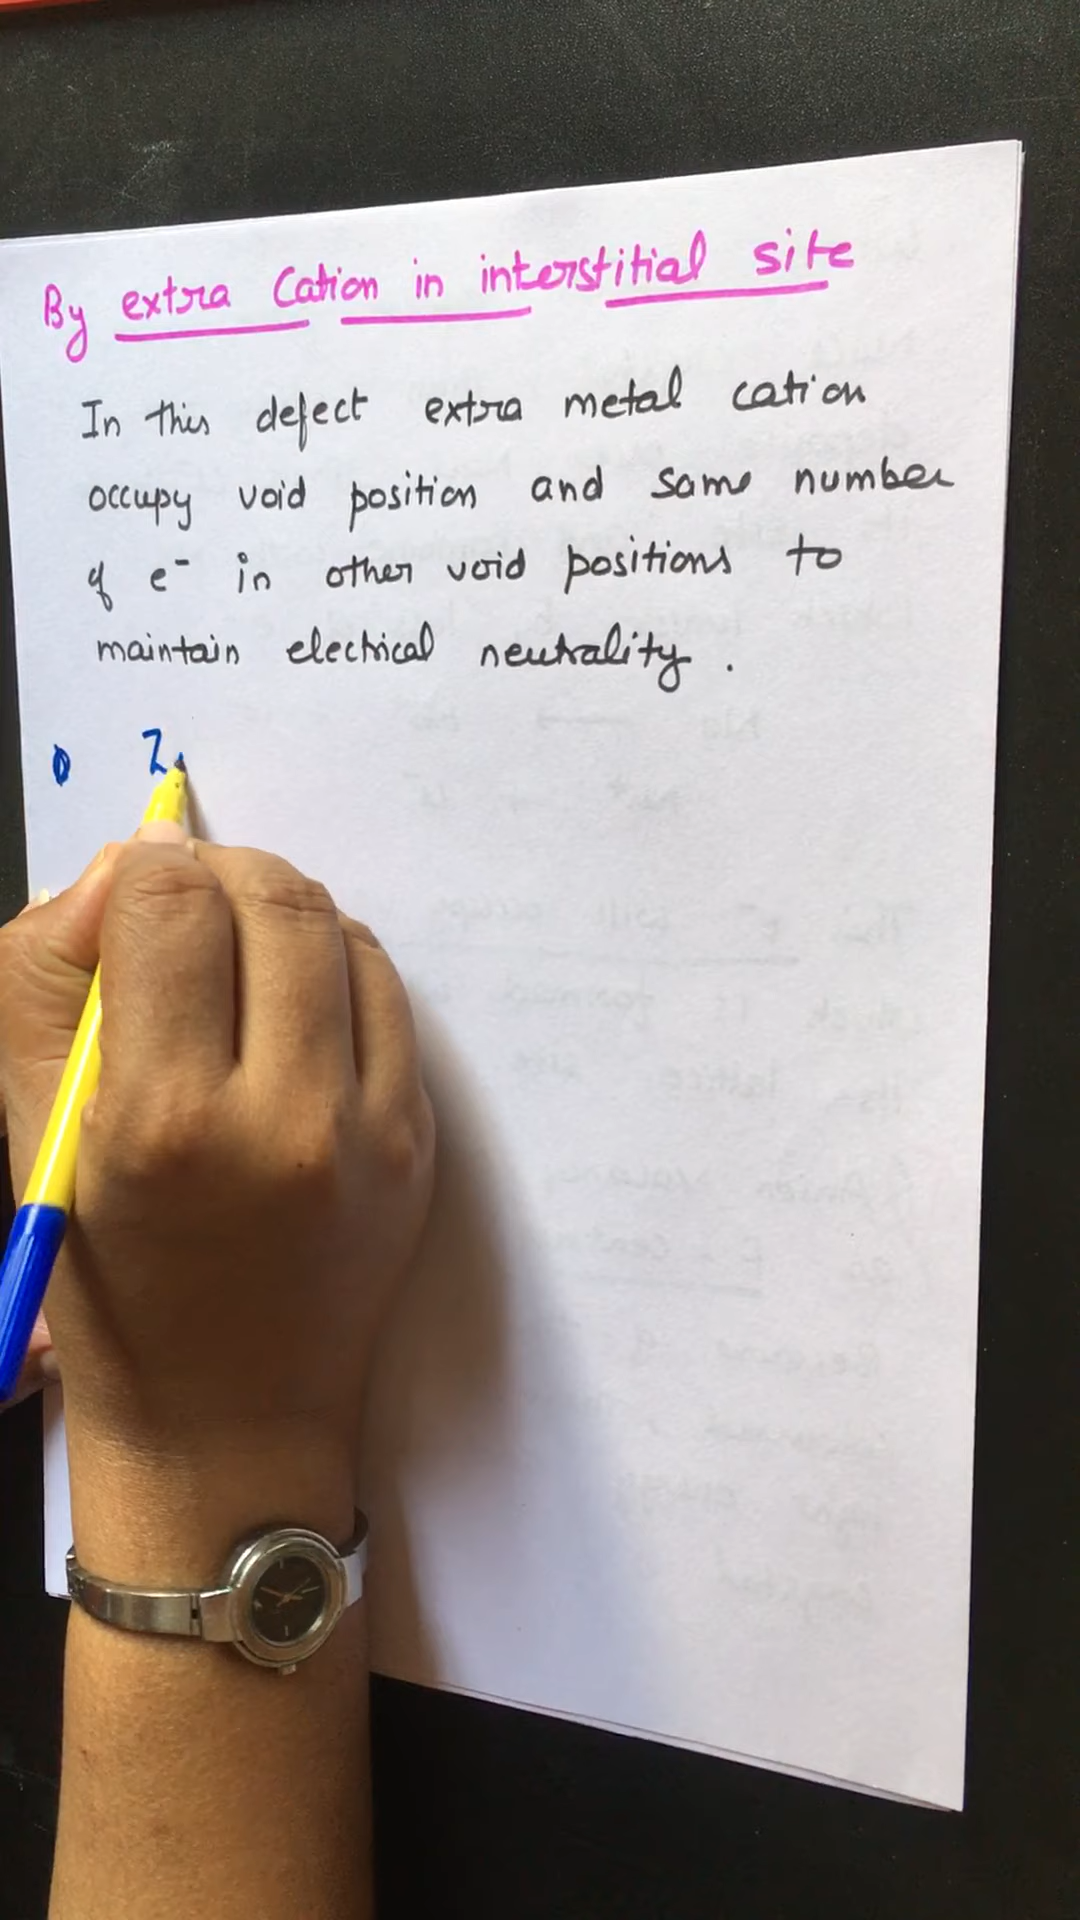 By extra Cation in interstitial site
In this defect extra metal cation
occupy void position and same number
of e⁻ in other void positions to
maintain electrical neutrality .
Z